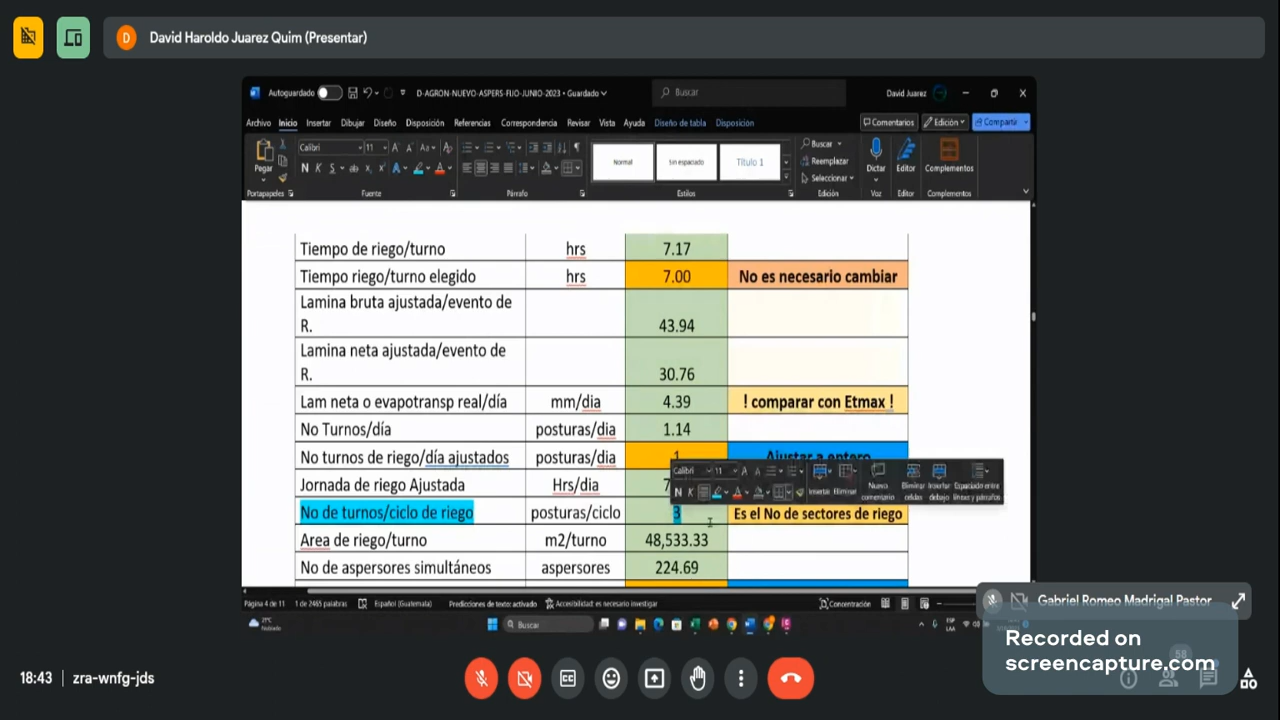 D David Haroldo Juarez Quim (Presentar)
Autoguardado D-AGRON-NUEVO-ASPERS-FIJO-JUNIO-2023 • Guardado Buscar David Juarez
Archivo Inicio Insertar Dibujar Diseño Disposición Referencias Correspondencia Revisar Vista Ayuda Diseño de tabla Disposición Comentarios Edición Compartir
Pegar Calibri 11 Normal Sin espaciado Título 1 Buscar Reemplazar Seleccionar Dictar Editor Complementos
Portapapeles Fuente Párrafo Estilos Edición Voz Editor Complementos
Tiempo de riego/turno hrs 7.17
Tiempo riego/turno elegido hrs 7.00 No es necesario cambiar
Lamina bruta ajustada/evento de
R. 43.94
Lamina neta ajustada/evento de
R. 30.76
Lam neta o evapotransp real/día mm/dia 4.39 ! comparar con Etmax !
No Turnos/día posturas/dia 1.14
No turnos de riego/día ajustados posturas/dia 1 Ajustar a entero
Calibri 11
Jornada de riego Ajustada Hrs/dia 7
Insertar Eliminar Nuevo comentario Eliminar celdas Insertar debajo Espaciado entre líneas y párrafos
No de turnos/ciclo de riego posturas/ciclo 3 Es el No de sectores de riego
Area de riego/turno m2/turno 48,533.33
No de aspersores simultáneos aspersores 224.69
Página 4 de 11 1 de 2465 palabras Español (Guatemala) Predicciones de texto: activado Accesibilidad: es necesario investigar Concentración
Gabriel Romeo Madrigal Pastor
21°C
Buscar
ESP
LAA
Recorded on
screencapture.com
18:43 zra-wnfg-jds
58